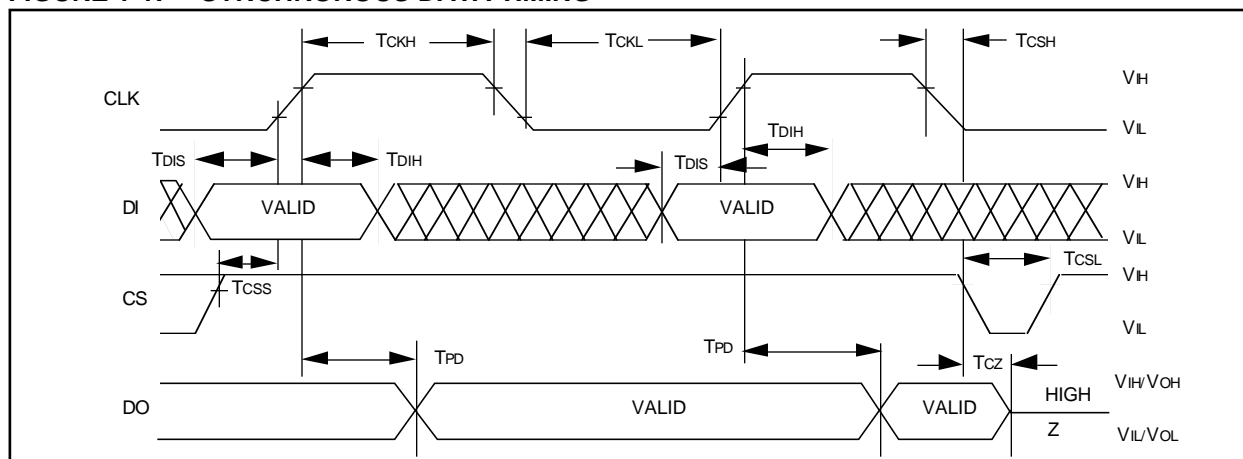 TCKH
TCKL
TCSH
CLK
VIH
VIL
TDIS
TDIH
TDIS
TDIH
DI
VALID
VALID
VIH
VIL
TCSS
TCSL
CS
VIH
VIL
TPD
TPD
TCZ
DO
VALID
VALID
HIGH
Z
VIH/VOH
VIL/VOL